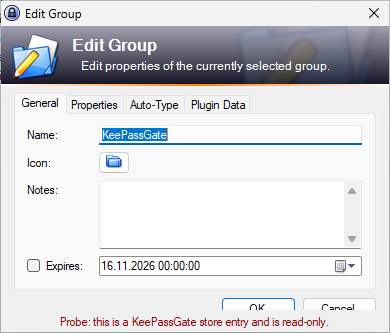 Edit Group
Edit Group
Edit properties of the currently selected group.
General Properties Auto-Type Plugin Data
Name: KeePassGate
Icon:
Notes:
Expires: 16.11.2026 00:00:00
OK Cancel
Probe: this is a KeePassGate store entry and is read-only.